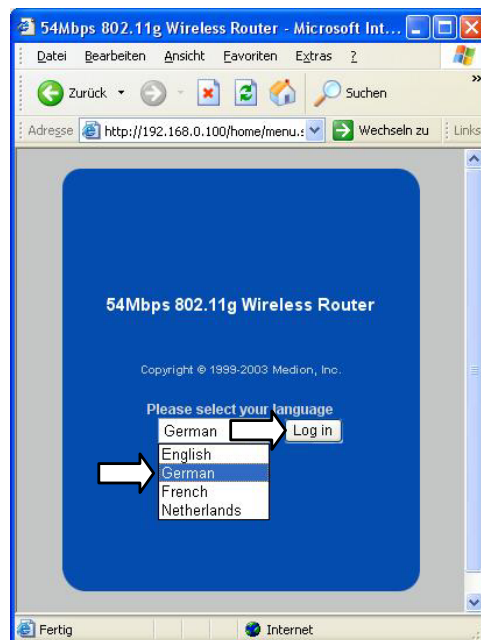 54Mbps 802.11g Wireless Router - Microsoft Int...
Datei Bearbeiten Ansicht Favoriten Extras ?
Zurück Suchen »
Adresse http://192.168.0.100/home/menu.s Wechseln zu Links
54Mbps 802.11g Wireless Router
Copyright © 1999-2003 Medion, Inc.
Please select your language
German Log in
English
German
French
Netherlands
Fertig Internet